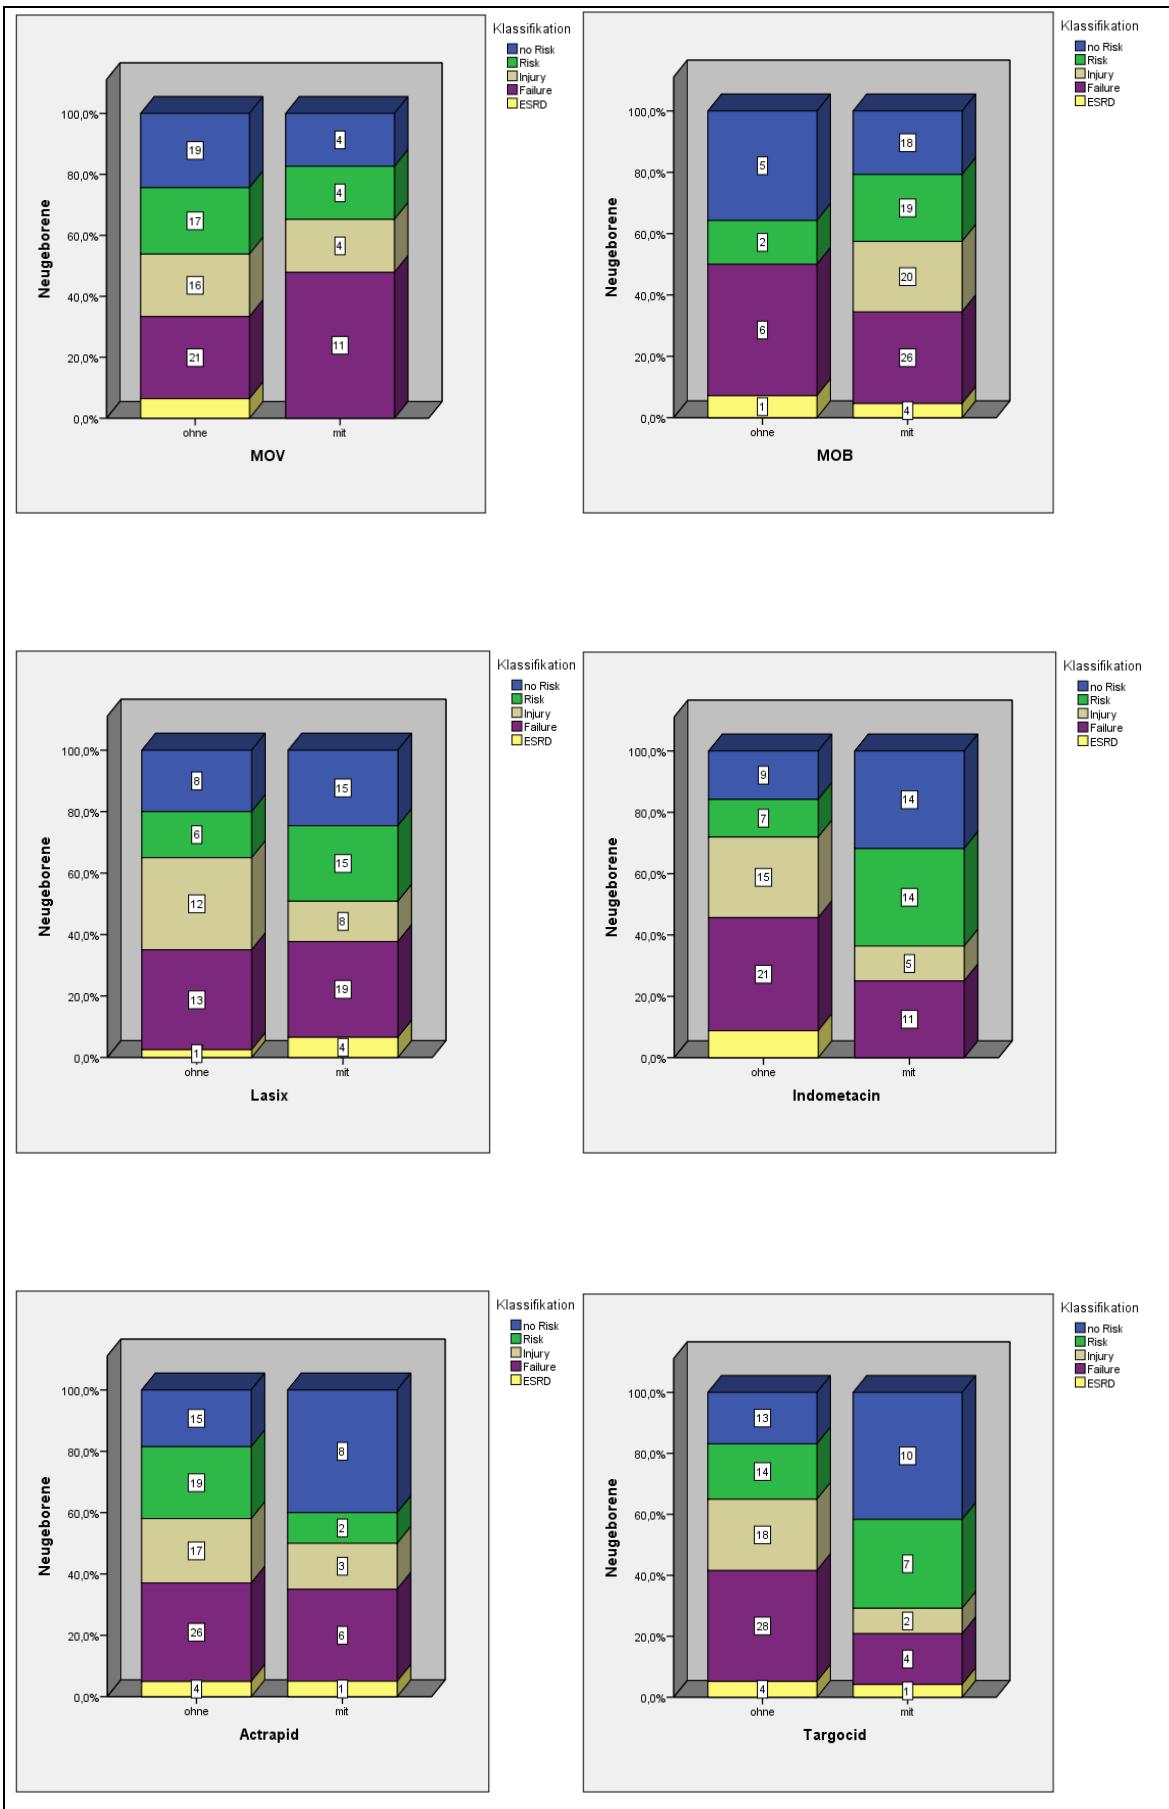 Klassifikation
no Risk
Risk
Injury
Failure
ESRD
Neugeborene
100,0%
80,0%
60,0%
40,0%
20,0%
0,0%
19
17
16
21
4
4
4
11
ohne
mit
MOV
Klassifikation
no Risk
Risk
Injury
Failure
ESRD
Neugeborene
100,0%
80,0%
60,0%
40,0%
20,0%
0,0%
5
2
6
1
18
19
20
26
4
ohne
mit
MOB
Klassifikation
no Risk
Risk
Injury
Failure
ESRD
Neugeborene
100,0%
80,0%
60,0%
40,0%
20,0%
0,0%
8
6
12
13
1
15
15
8
19
4
ohne
mit
Lasix
Klassifikation
no Risk
Risk
Injury
Failure
ESRD
Neugeborene
100,0%
80,0%
60,0%
40,0%
20,0%
0,0%
9
7
15
21
14
14
5
11
ohne
mit
Indometacin
Klassifikation
no Risk
Risk
Injury
Failure
ESRD
Neugeborene
100,0%
80,0%
60,0%
40,0%
20,0%
0,0%
15
19
17
26
4
8
2
3
6
1
ohne
mit
Actrapid
Klassifikation
no Risk
Risk
Injury
Failure
ESRD
Neugeborene
100,0%
80,0%
60,0%
40,0%
20,0%
0,0%
13
14
18
28
4
10
7
2
4
1
ohne
mit
Targocid